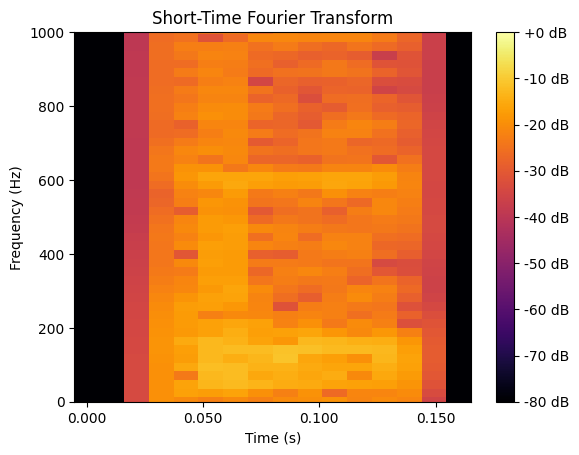 Short-Time Fourier Transform
1000
800
600
400
200
0
Frequency (Hz)
0.000
0.050
0.100
0.150
Time (s)
+0 dB
-10 dB
-20 dB
-30 dB
-40 dB
-50 dB
-60 dB
-70 dB
-80 dB